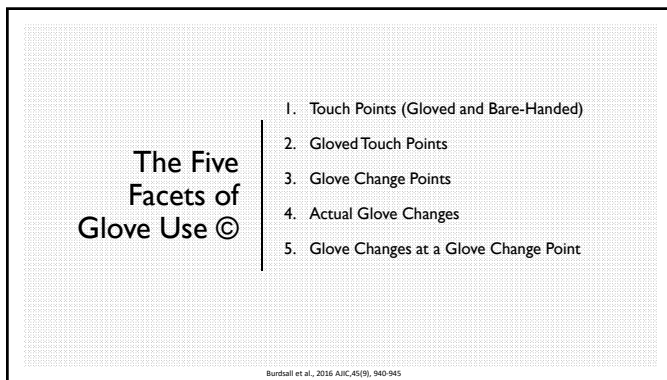 The Five
Facets of
Glove Use ©
1. Touch Points (Gloved and Bare-Handed)
2. Gloved Touch Points
3. Glove Change Points
4. Actual Glove Changes
5. Glove Changes at a Glove Change Point
Burdsall et al., 2016 AJIC,45(9), 940-945